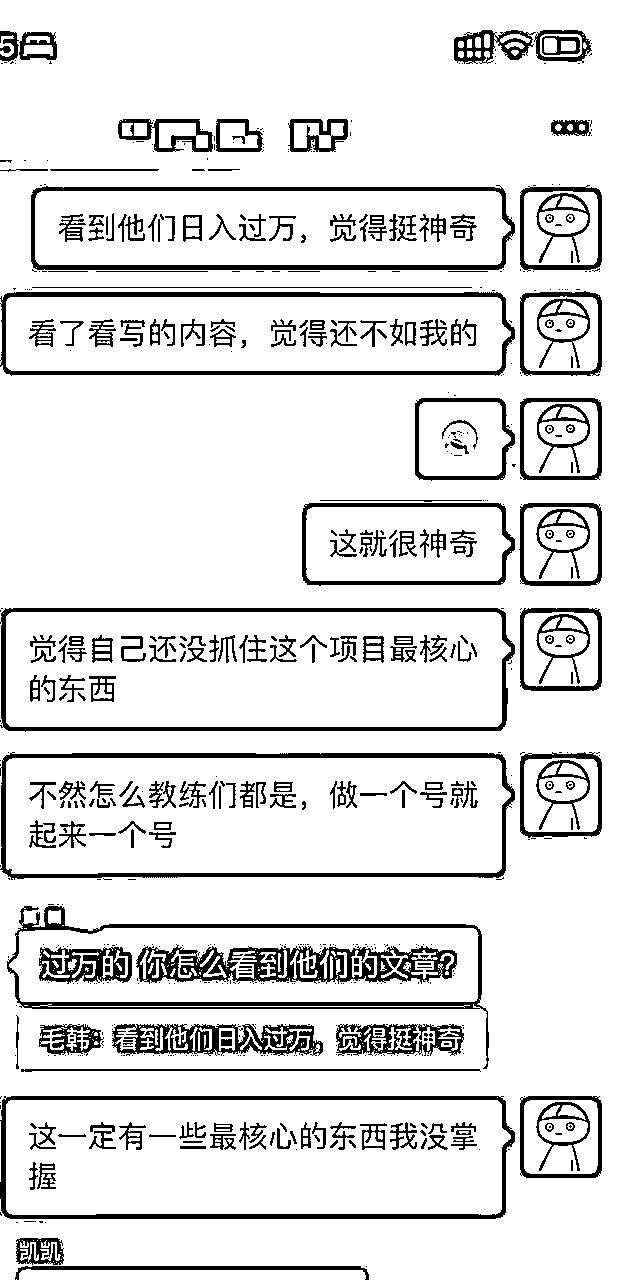 5
看到他们日入过万，觉得挺神奇
看了看写的内容，觉得还不如我的
这就很神奇
觉得自己还没抓住这个项目最核心
的东西
不然怎么教练们都是，做一个号就
起来一个号
过万的 你怎么看到他们的文章？
毛韩：看到他们日入过万，觉得挺神奇
这一定有一些最核心的东西我没掌
握
凯凯